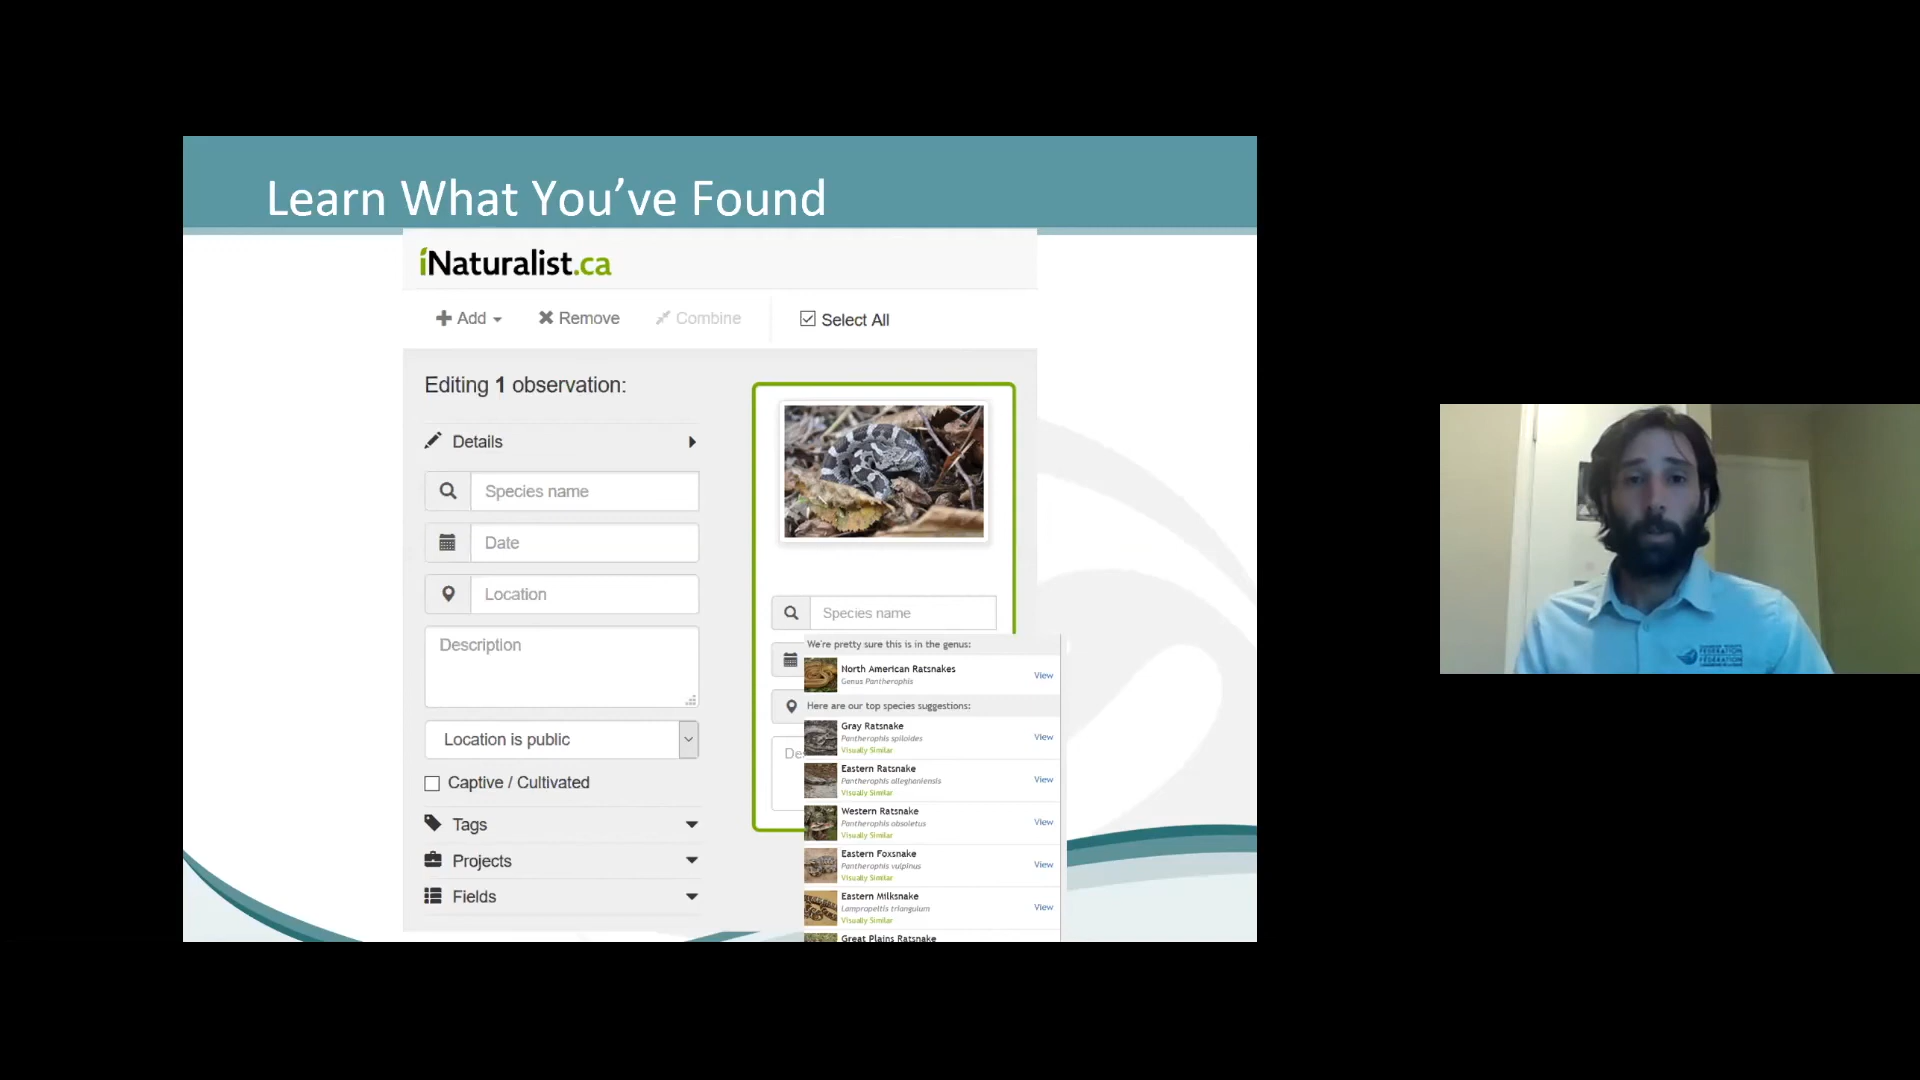 Learn What You've Found
iNaturalist.ca
Add
Remove
Combine
Select All
Editing 1 observation:
Details
Species name
Date
Location
Description
Location is public
Captive / Cultivated
Tags
Projects
Fields
Species name
We're pretty sure this is in the genus:
North American Ratsnakes
Genus Pantherophis
View
Here are our top species suggestions:
Gray Ratsnake
Pantherophis spiloides
Visually Similar
View
De
Eastern Ratsnake
Pantherophis alleghaniensis
Visually Similar
View
Western Ratsnake
Pantherophis obsoletus
Visually Similar
View
Eastern Foxsnake
Pantherophis vulpinus
Visually Similar
View
Eastern Milksnake
Lampropeltis triangulum
Visually Similar
View
Great Plains Ratsnake